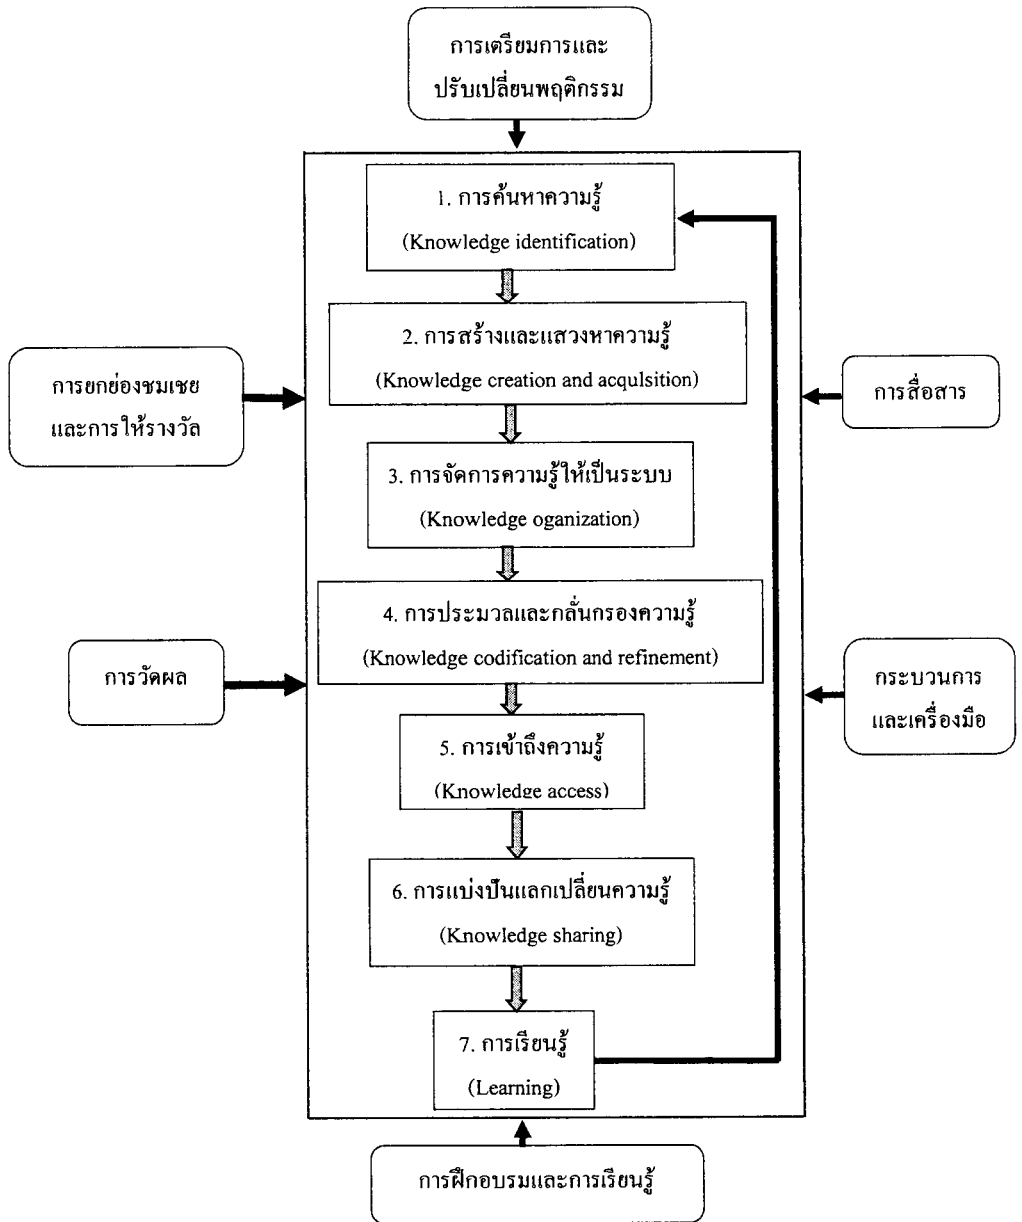 การเตรียมการและ
ปรับเปลี่ยนพฤติกรรม
1. การค้นหาความรู้
(Knowledge identification)
2. การสร้างและแสวงหาความรู้
(Knowledge creation and acqulsition)
การยกย่องชมเชย
และการให้รางวัล
การสื่อสาร
3. การจัดการความรู้ให้เป็นระบบ
(Knowledge oganization)
4. การประมวลและกลั่นกรองความรู้
(Knowledge codification and refinement)
การวัดผล
กระบวนการ
และเครื่องมือ
5. การเข้าถึงความรู้
(Knowledge access)
6. การแบ่งปันแลกเปลี่ยนความรู้
(Knowledge sharing)
7. การเรียนรู้
(Learning)
การฝึกอบรมและการเรียนรู้